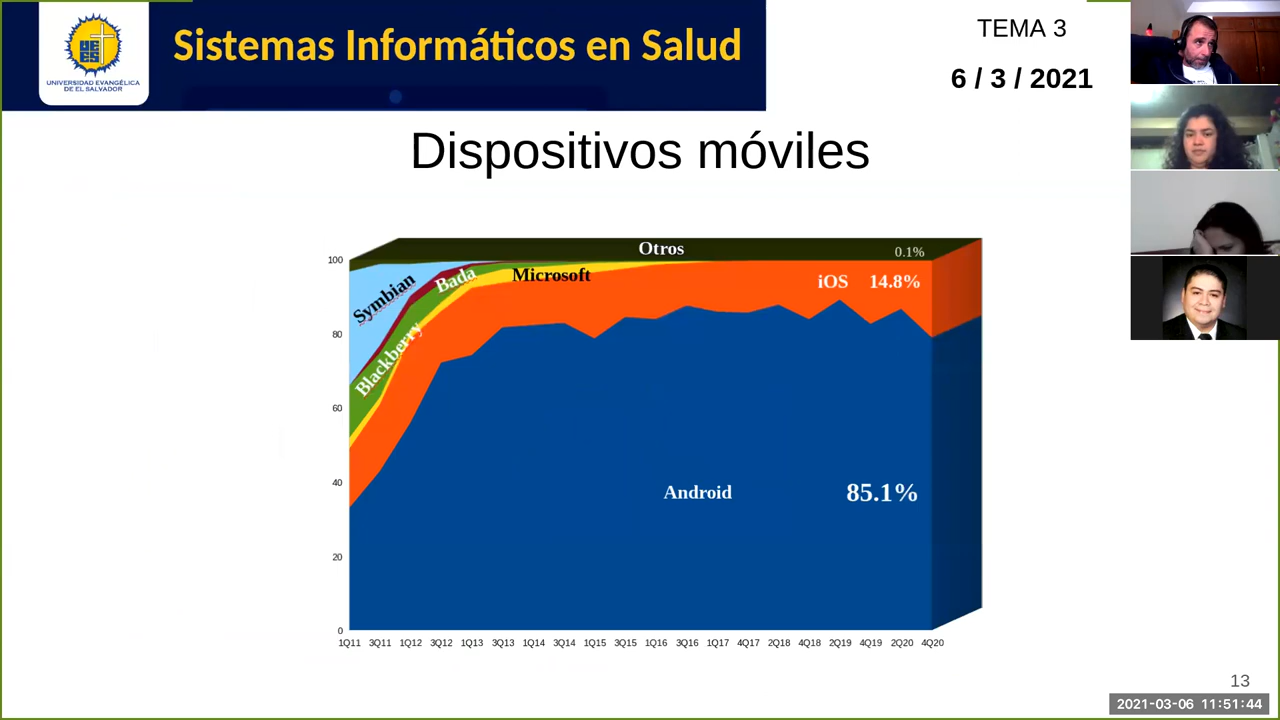 UNIVERSIDAD EVANGÉLICA
DE EL SALVADOR
Sistemas Informáticos en Salud
TEMA 3
6 / 3 / 2021
Dispositivos móviles
Otros
0.1%
Symbian
Bada
Microsoft
iOS 14.8%
Blackberry
Android 85.1%
100
80
60
40
20
0
1Q11 3Q11 1Q12 3Q12 1Q13 3Q13 1Q14 3Q14 1Q15 3Q15 1Q16 3Q16 1Q17 4Q17 2Q18 4Q18 2Q19 4Q19 2Q20 4Q20
13
2021-03-06 11:51:44